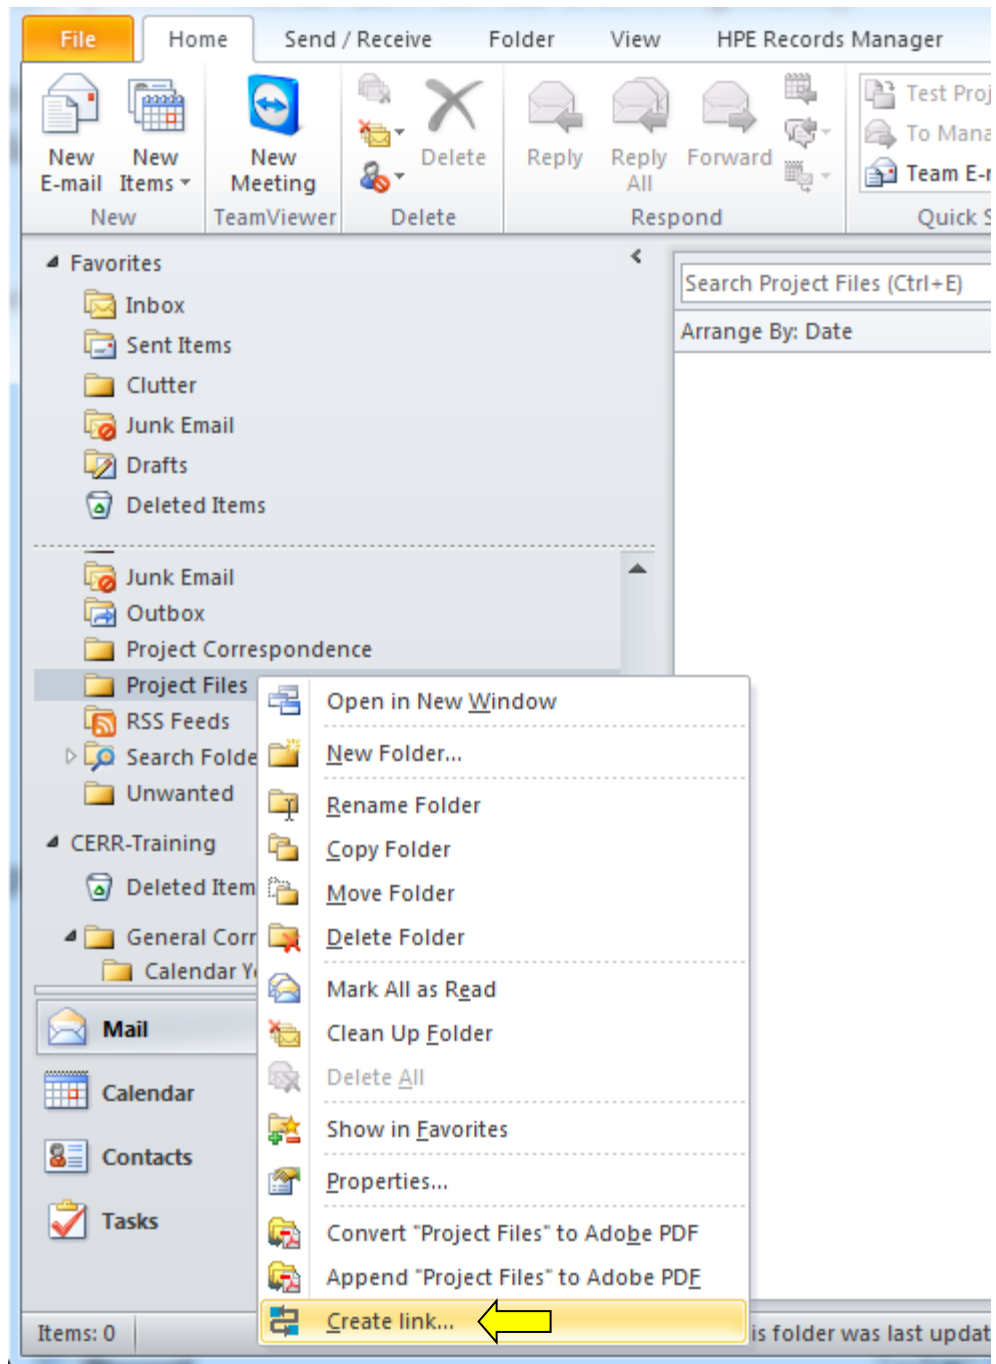 File Home Send / Receive Folder View HPE Records Manager
New E-mail
New Items
New Meeting
Delete
Reply
Reply All
Forward
Test Proj
To Mana
Team E-
New TeamViewer Delete Respond Quick S
Favorites
Inbox
Sent Items
Clutter
Junk Email
Drafts
Deleted Items
Junk Email
Outbox
Project Correspondence
Project Files
RSS Feeds
Search Folde
Unwanted
CERR-Training
Deleted Item
General Corr
Calendar Y
Mail
Calendar
Contacts
Tasks
Items: 0
Search Project Files (Ctrl+E)
Arrange By: Date
Open in New Window
New Folder...
Rename Folder
Copy Folder
Move Folder
Delete Folder
Mark All as Read
Clean Up Folder
Delete All
Show in Favorites
Properties...
Convert "Project Files" to Adobe PDF
Append "Project Files" to Adobe PDF
Create link...
is folder was last updat